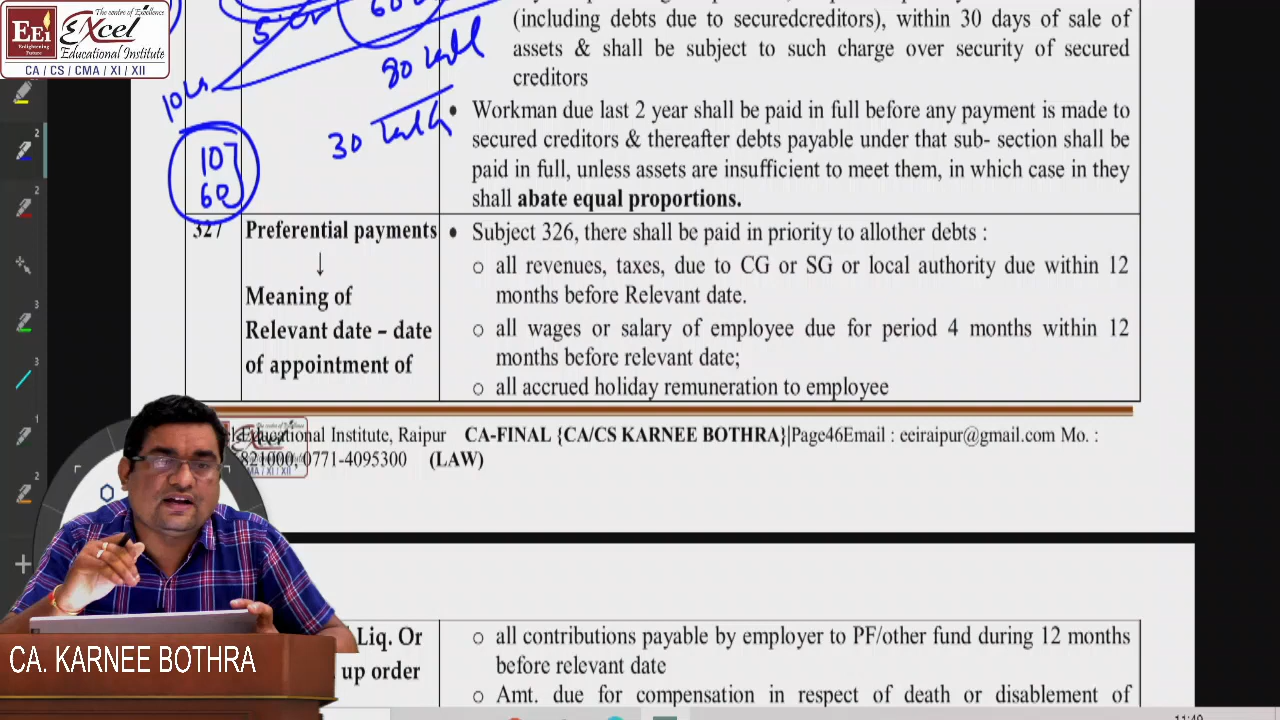 EEi
Enlightening
Future
The centre of Excellence
EXcel
Educational Institute
CA / CS / CMA / XI / XII
(including debts due to securedcreditors), within 30 days of sale of
assets & shall be subject to such charge over security of secured
creditors
80 lakh
10 Ls
30 lakh
10
60
• Workman due last 2 year shall be paid in full before any payment is made to
secured creditors & thereafter debts payable under that sub- section shall be
paid in full, unless assets are insufficient to meet them, in which case in they
shall abate equal proportions.
327
Preferential payments
↓
Meaning of
Relevant date – date
of appointment of
• Subject 326, there shall be paid in priority to allother debts :
o all revenues, taxes, due to CG or SG or local authority due within 12
months before Relevant date.
o all wages or salary of employee due for period 4 months within 12
months before relevant date;
o all accrued holiday remuneration to employee
Educational Institute, Raipur CA-FINAL {CA/CS KARNEE BOTHRA}|Page46Email : eeiraipur@gmail.com Mo. :
821000, 0771-4095300 (LAW)
Liq. Or
up order
o all contributions payable by employer to PF/other fund during 12 months
before relevant date
o Amt. due for compensation in respect of death or disablement of
CA. KARNEE BOTHRA